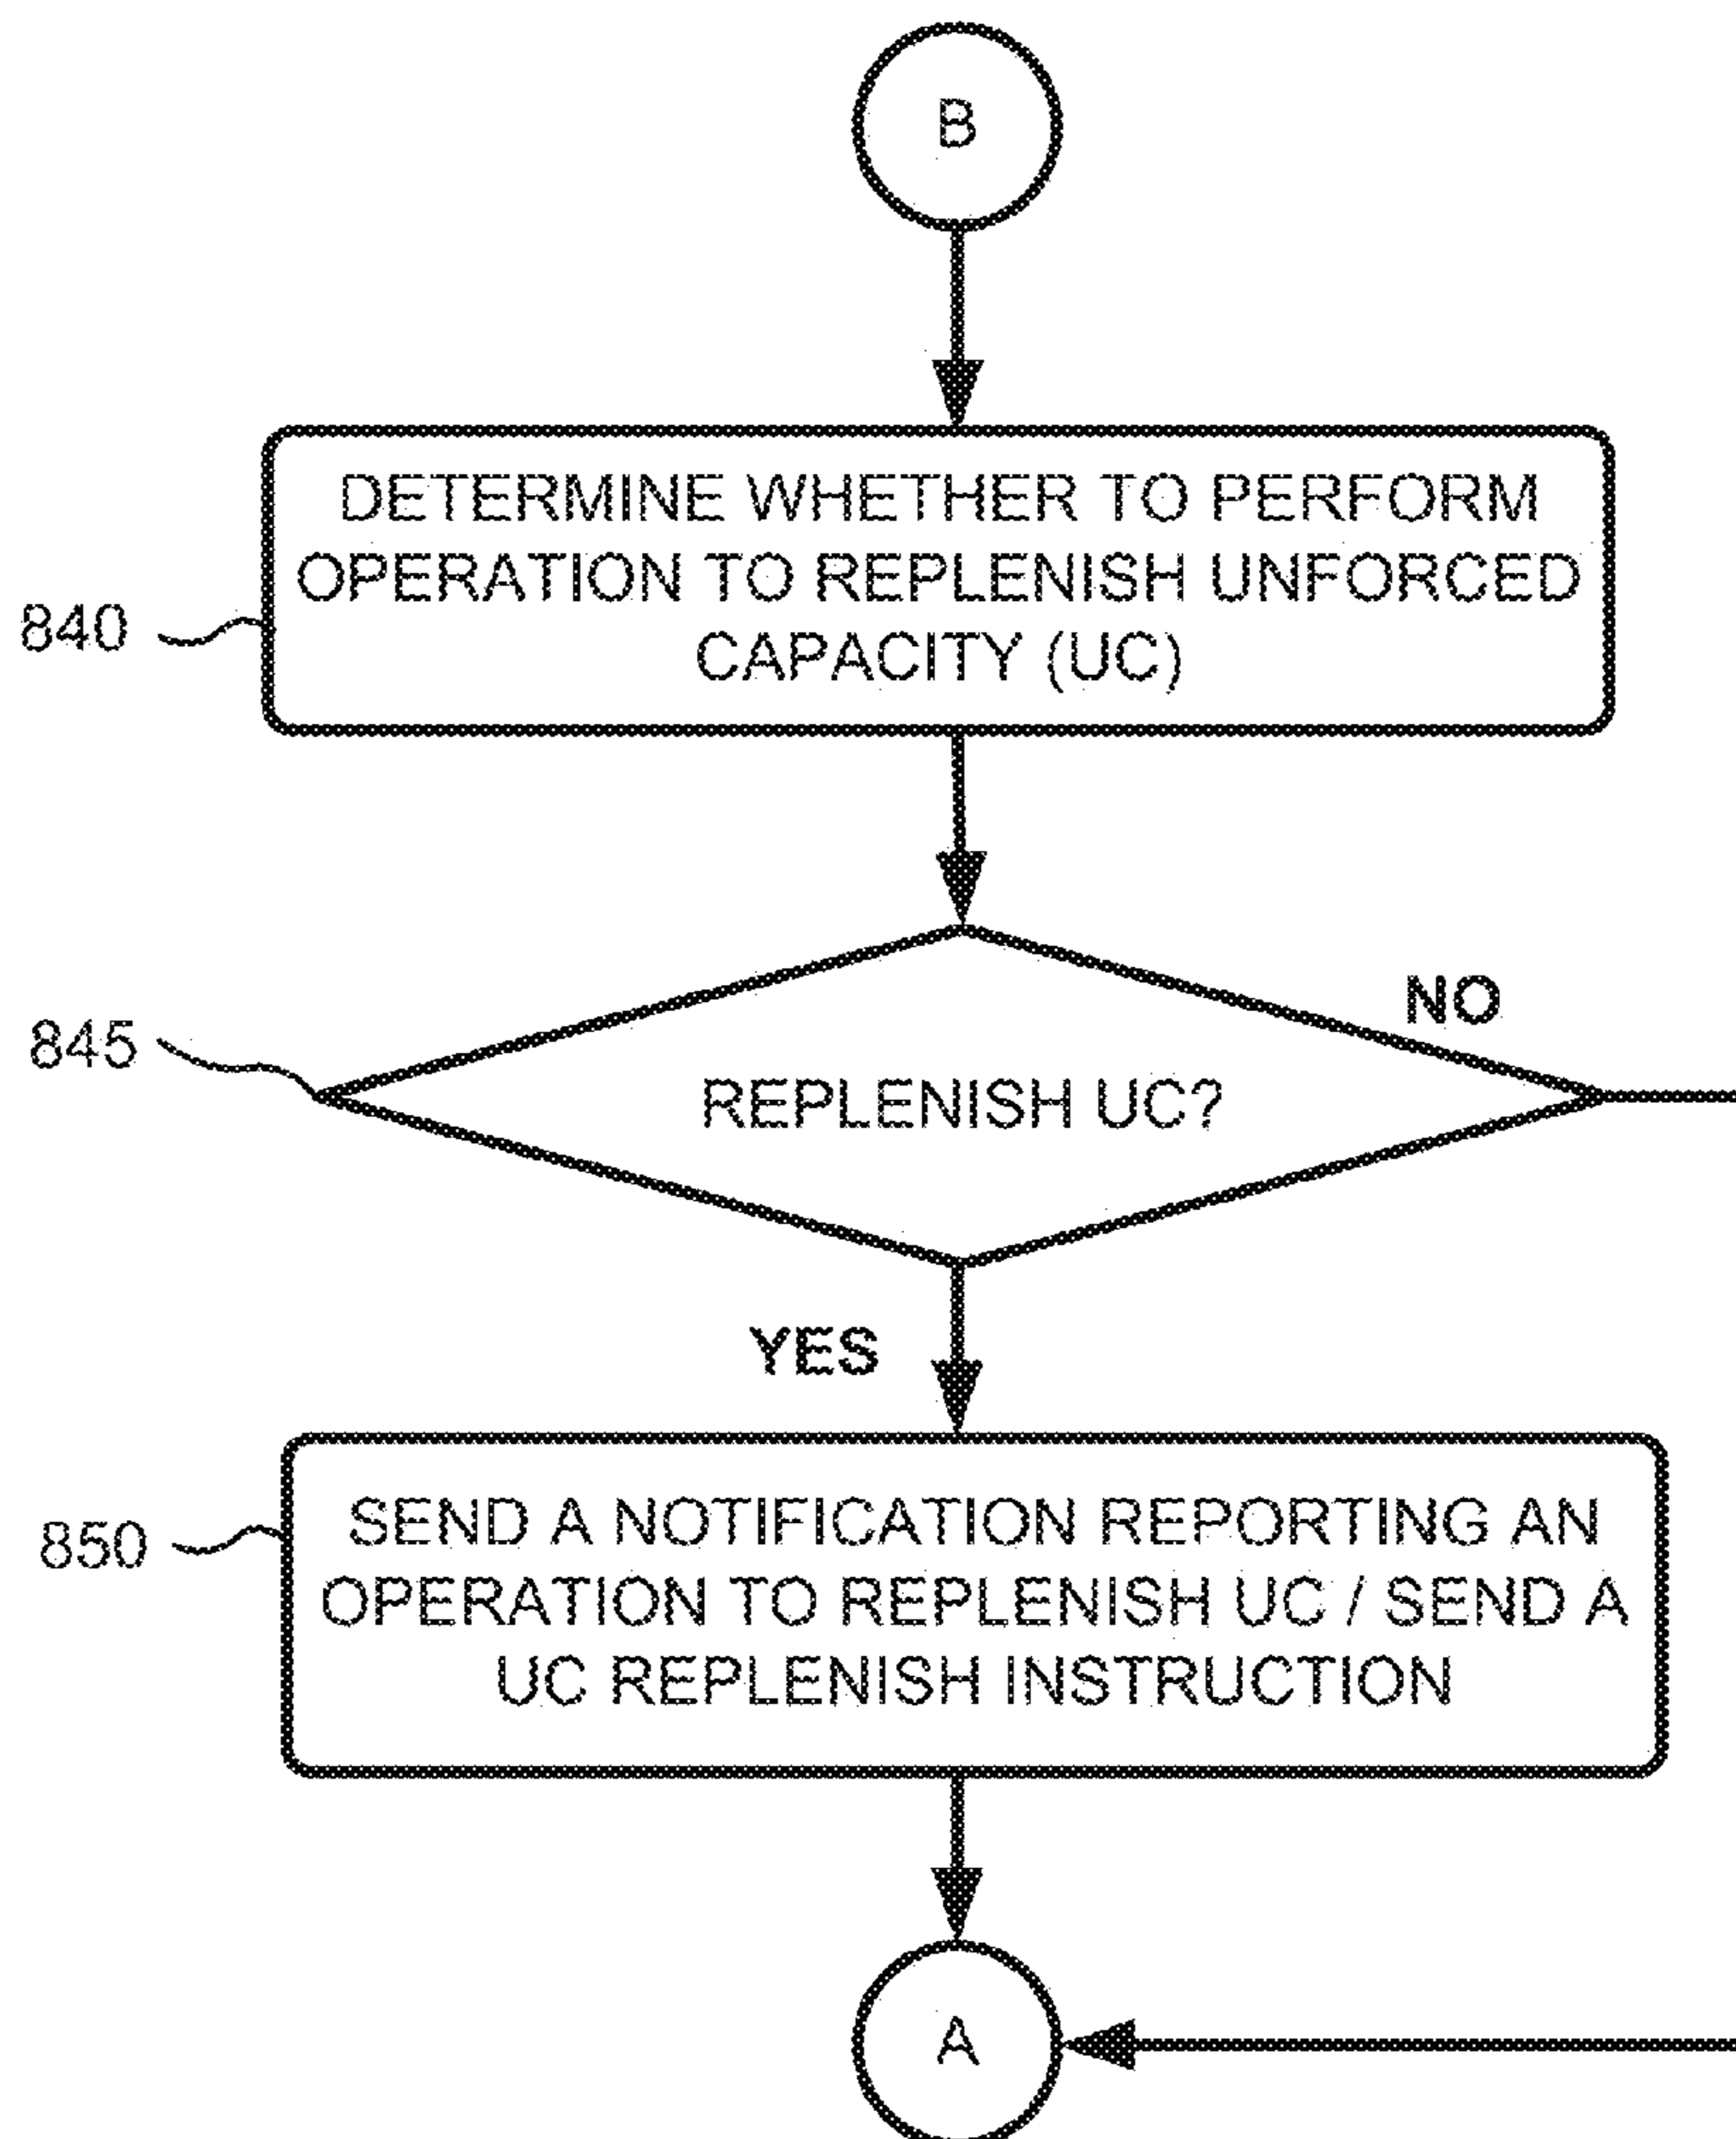 B
DETERMINE WHETHER TO PERFORM
OPERATION TO REPLENISH UNFORCED
CAPACITY (UC)
840
NO
845
REPLENISH UC?
YES
SEND A NOTIFICATION REPORTING AN
OPERATION TO REPLENISH UC / SEND A
UC REPLENISH INSTRUCTION
850
A